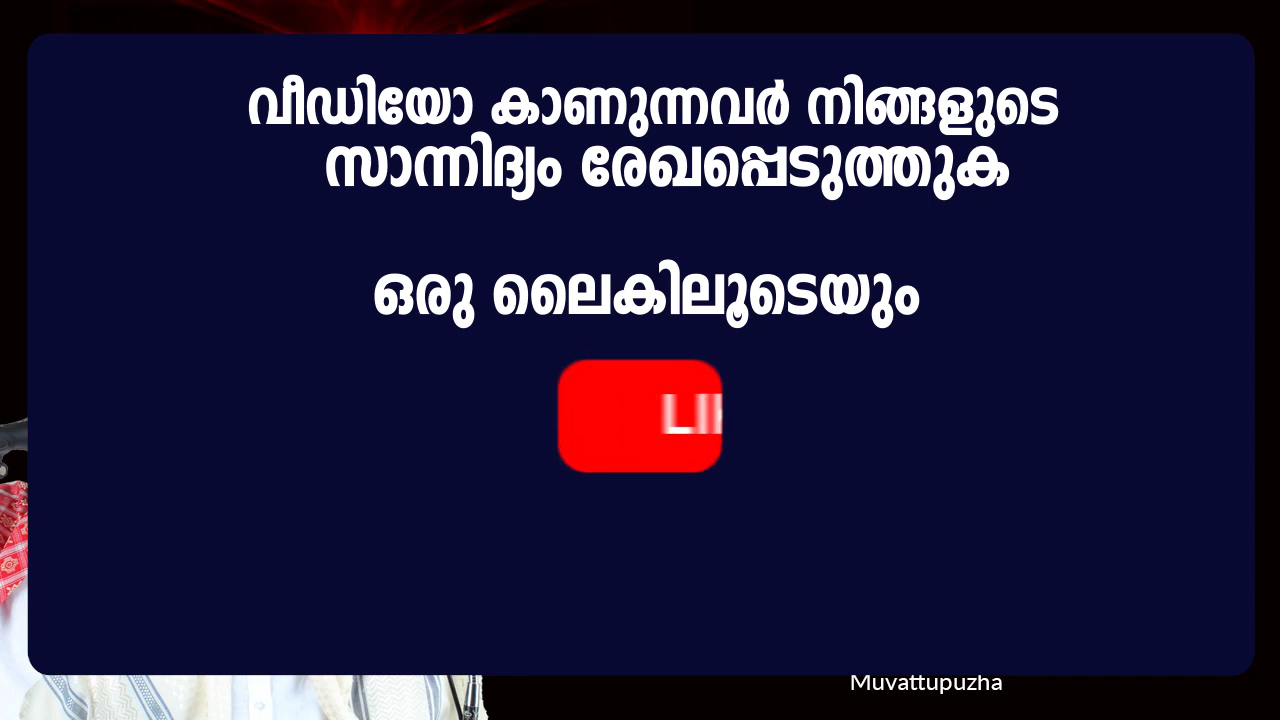 വീഡിയോ കാണുന്നവർ നിങ്ങളുടെ
സാന്നിദ്യം രേഖപ്പെടുത്തുക
ഒരു ലൈകിലൂടെയും
Muvattupuzha